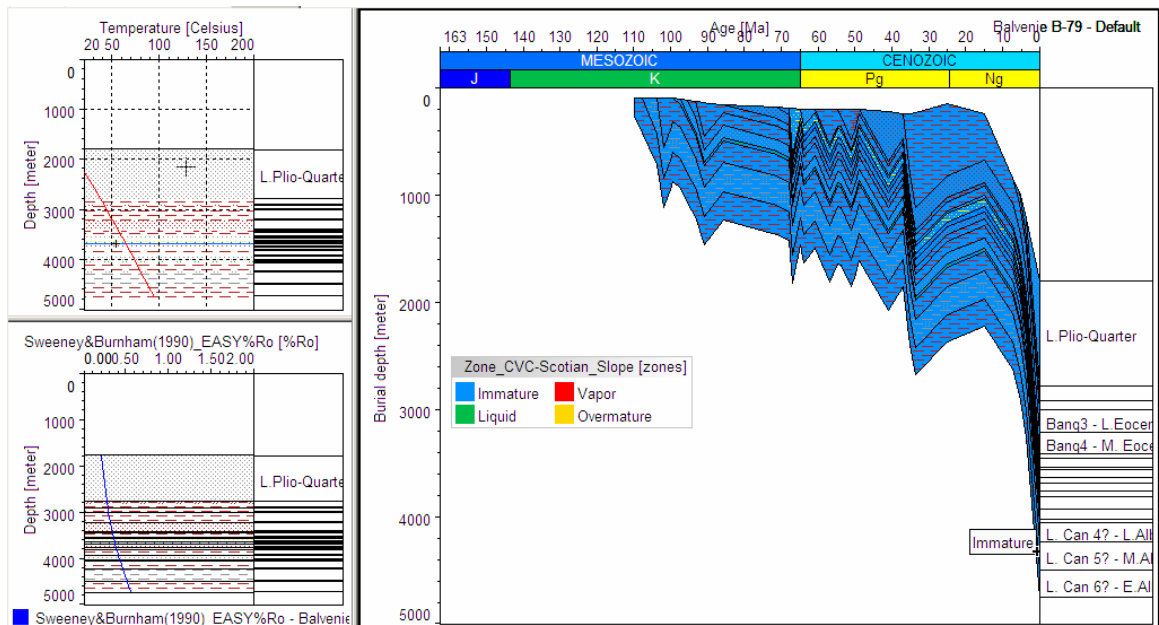 Temperature [Celsius]
20 50 100 150 200
0
1000
2000
3000
4000
5000
Depth [meter]
L.Plio-Quarte
Sweeney&Burnham(1990)_EASY%Ro [%Ro]
0.000.50 1.00 1.502.00
0
1000
2000
3000
4000
5000
Depth [meter]
L.Plio-Quarte
Sweeney&Burnham(1990)_EASY%Ro - Balvenie
Age [Ma]
Balvenie B-79 - Default
163 150 140 130 120 110 100 90 80 70 60 50 40 30 20 10 0
MESOZOIC CENOZOIC
J K Pg Ng
0
1000
2000
3000
4000
5000
Burial depth [meter]
Zone_CVC-Scotian_Slope [zones]
Immature Vapor
Liquid Overmature
Immature
L.Plio-Quarter
Banq3 - L.Eocer
Banq4 - M. Eoce
L. Can 4? - L.Alb
L. Can 5? - M.Al
L. Can 6? - E.Al